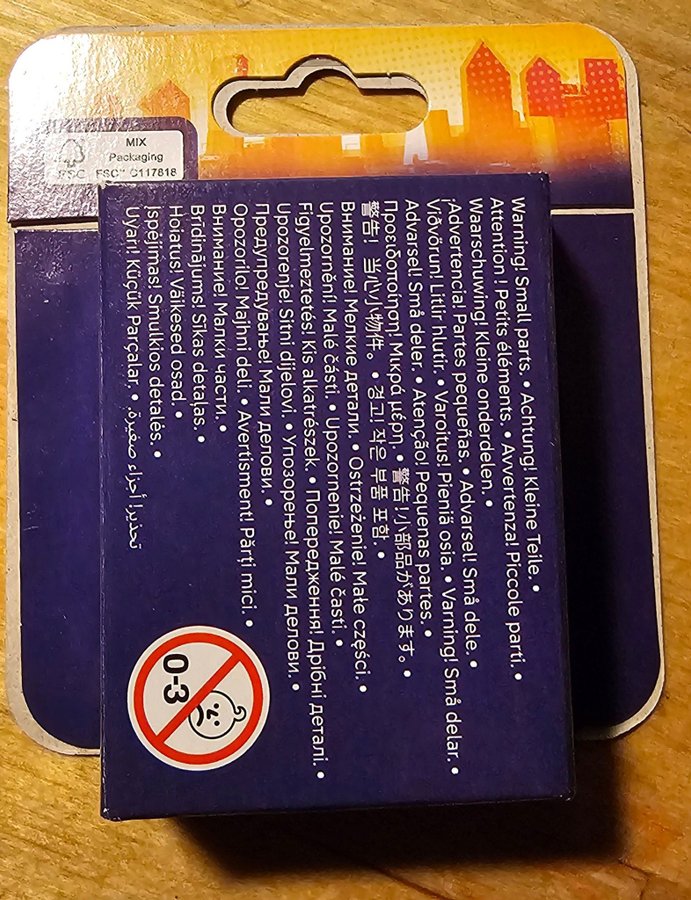 MIX
Packaging
FSC
FSC™ C117818
Warning! Small parts. • Achtung! Kleine Teile. •
Attention ! Petits éléments. • Avvertenza! Piccole parti. •
Waarschuwing! Kleine onderdelen. •
¡Advertencia! Partes pequeñas. • Advarsel! Små dele. •
Viðvörun! Litlir hlutir. • Varoitus! Pieniä osia. • Varning! Små delar. •
Advarsel! Små deler. • Atenção! Pequenas partes. •
Προειδοποίηση! Μικρά μέρη. • 警告！小部品があります。 •
警告！ 当心小物件。 • 경고! 작은 부품 포함. •
Внимание! Мелкие детали. • Ostrzeżenie! Małe części. •
Upozornění! Malé části. • Upozornenie! Malé časti. •
Figyelmeztetés! Kis alkatrészek. • Попередження! Дрібні деталі. •
Upozorenje! Sitni dijelovi. • Упозорење! Мали делови. •
Предупредување! Мали делови. •
Opozorilo! Majhni deli. • Avertisment! Părți mici. •
Внимание! Малки части. •
Brīdinājums! Sīkas detaļas. •
Hoiatus! Väikesed osad. •
Įspėjimas! Smulkios detalės. •
Uyarı! Küçük Parçalar. • تحذير! أجزاء صغيرة.
0-3